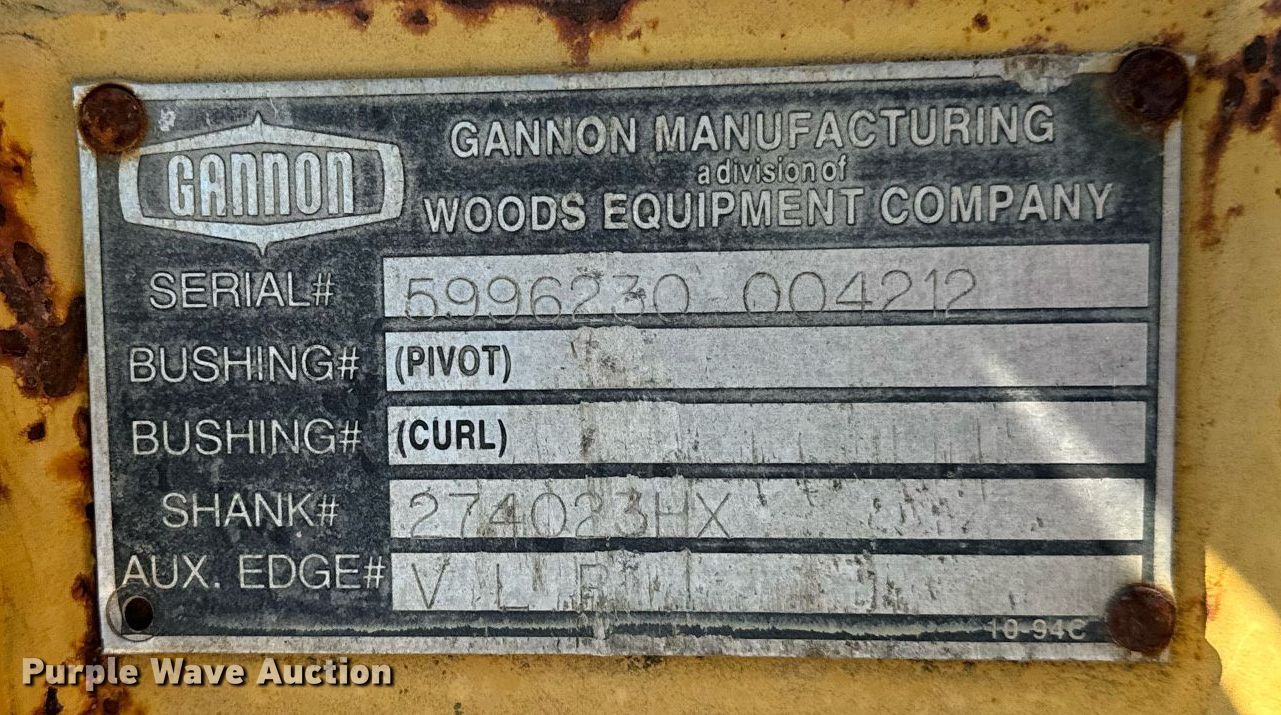 GANNON
GANNON MANUFACTURING
a division of
WOODS EQUIPMENT COMPANY
SERIAL# 5996230 004212
BUSHING# (PIVOT)
BUSHING# (CURL)
SHANK# 274023HX
AUX. EDGE# V L R
10-94C
Purple Wave Auction